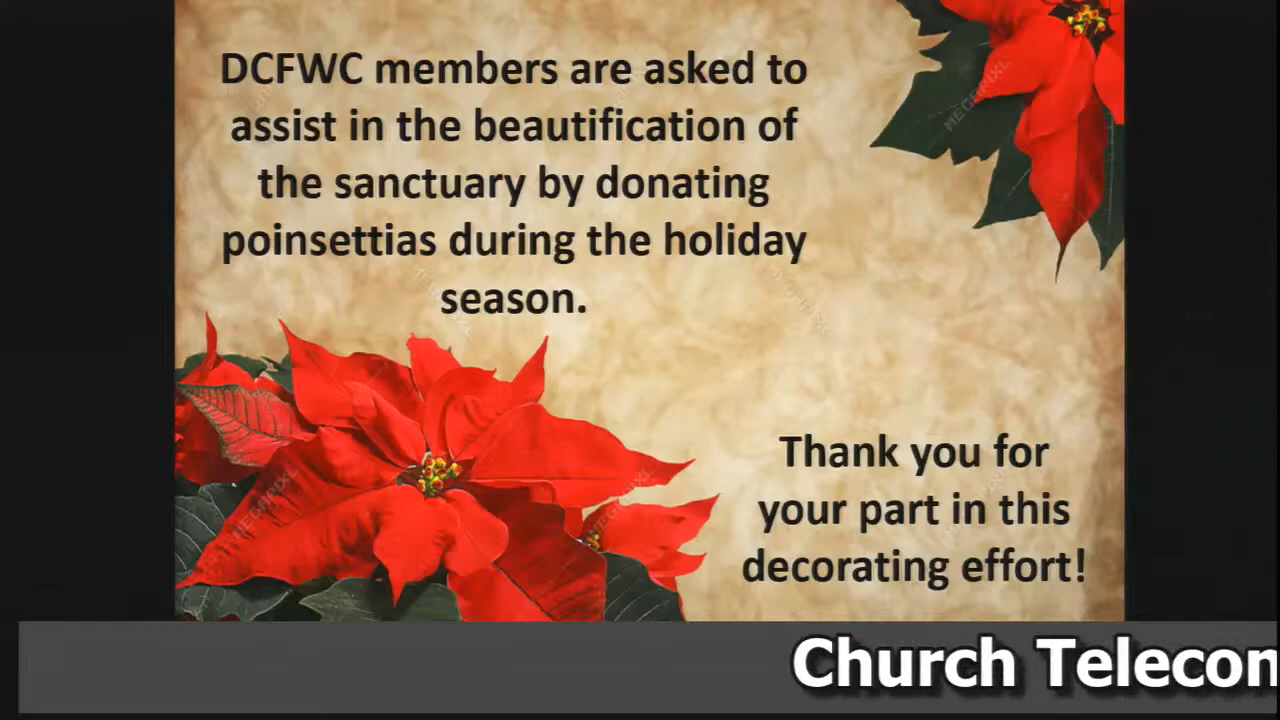 DCFWC members are asked to
assist in the beautification of
the sanctuary by donating
poinsettias during the holiday
season.
Thank you for
your part in this
decorating effort!
Church Telecon